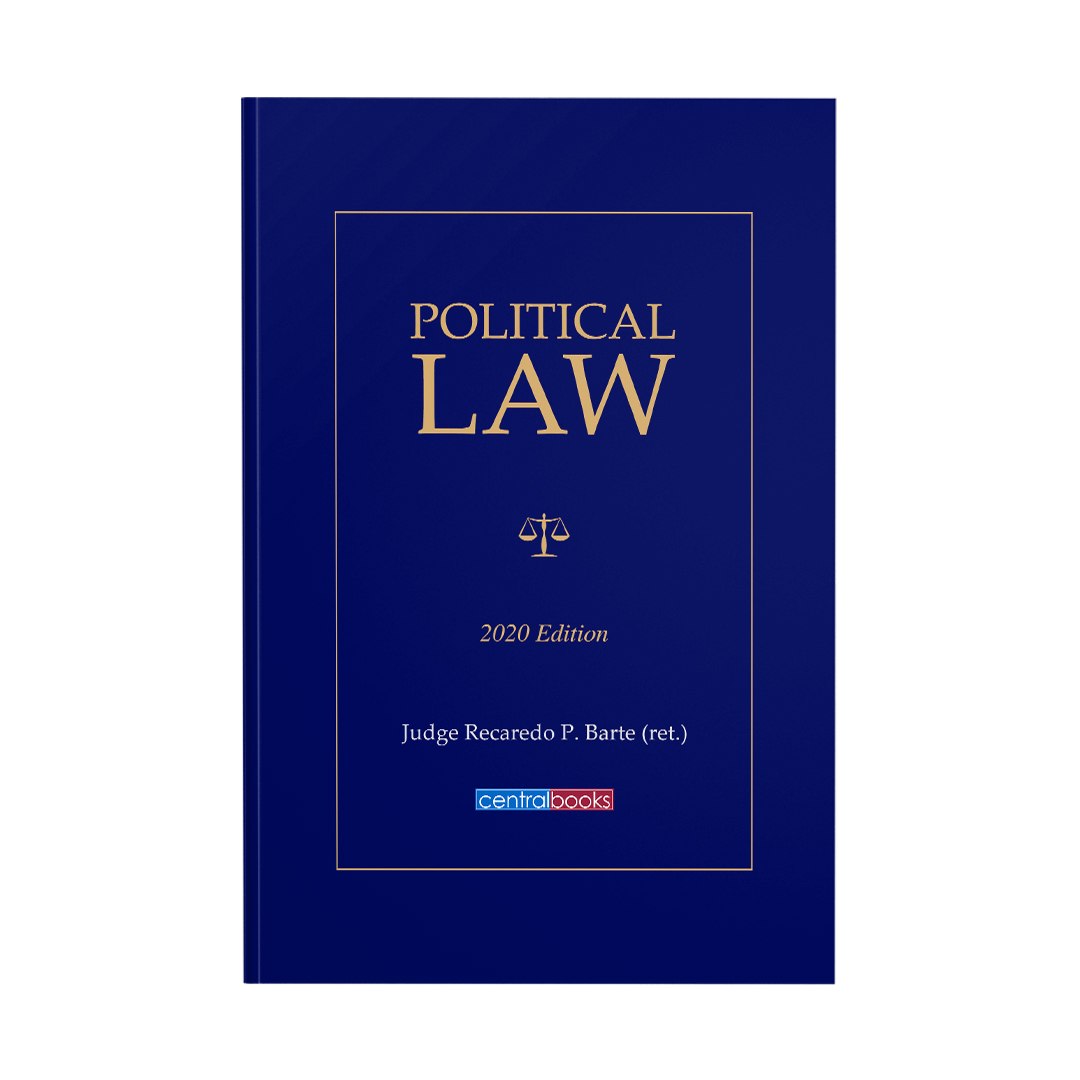 POLITICAL
LAW
2020 Edition
Judge Recaredo P. Barte (ret.)
centralbooks